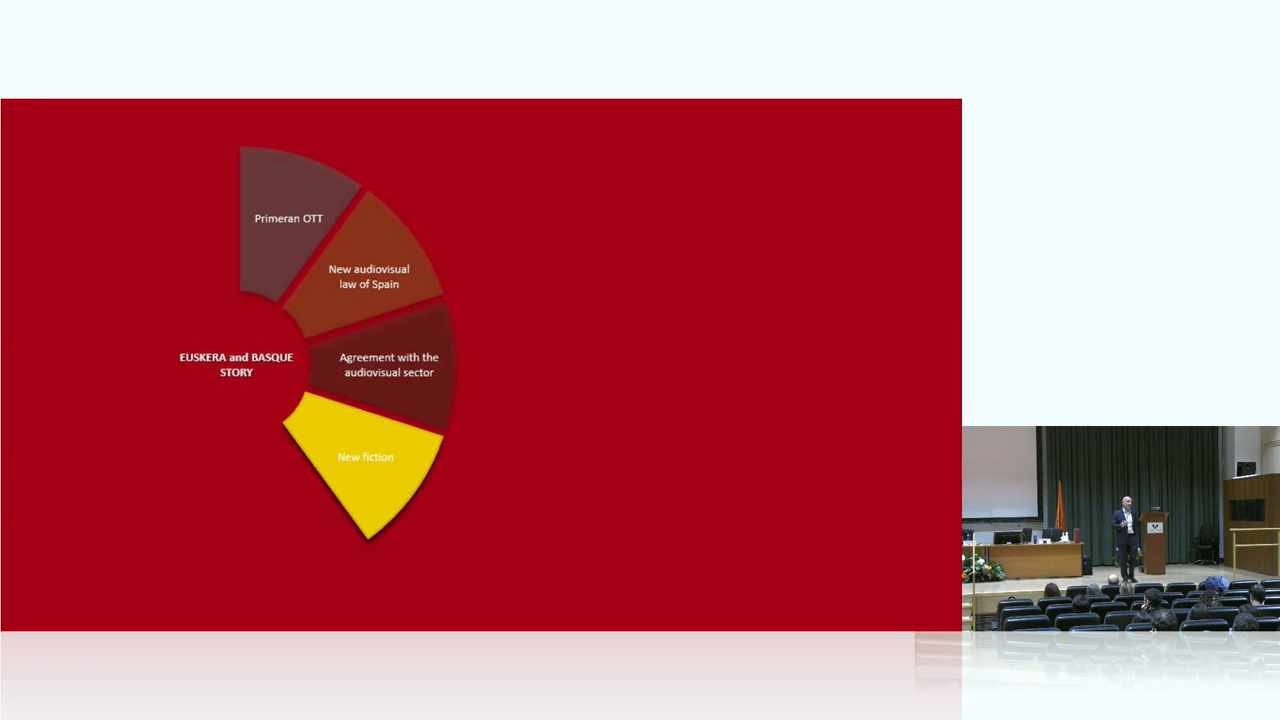 Primeran OTT
New audiovisual
law of Spain
EUSKERA and BASQUE
STORY
Agreement with the
audiovisual sector
New fiction